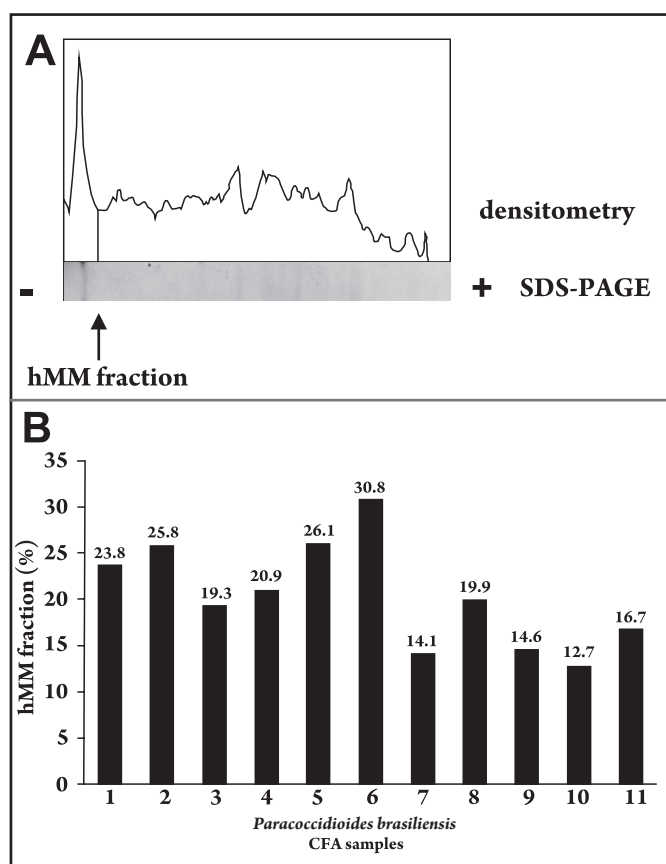 A
densitometry
- + SDS-PAGE
hMM fraction
B
hMM fraction (%)
35
30
25
20
15
10
5
0
23.8
25.8
19.3
20.9
26.1
30.8
14.1
19.9
14.6
12.7
16.7
1 2 3 4 5 6 7 8 9 10 11
Paracoccidioides brasiliensis
CFA samples